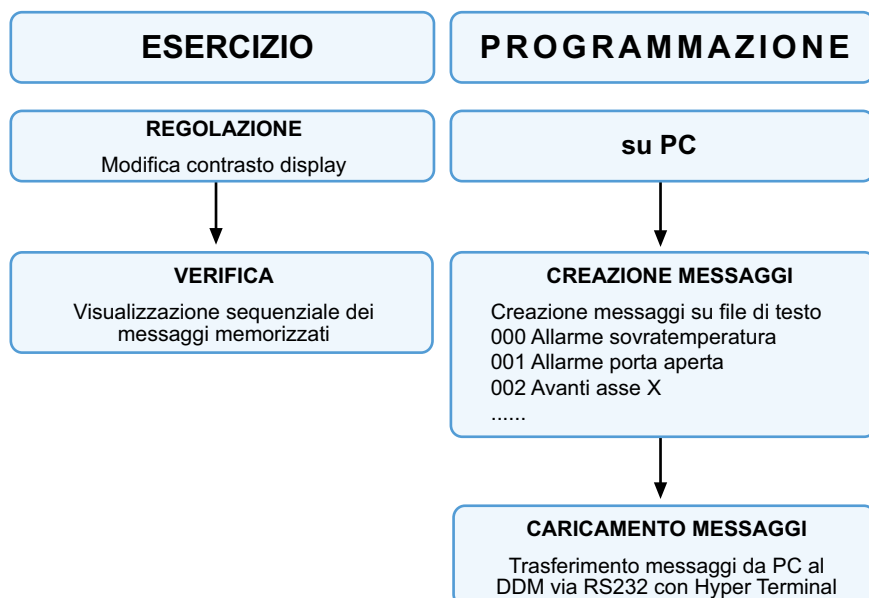 ESERCIZIO
REGOLAZIONE
Modifica contrasto display
VERIFICA
Visualizzazione sequenziale dei
messaggi memorizzati
PROGRAMMAZIONE
su PC
CREAZIONE MESSAGGI
Creazione messaggi su file di testo
000 Allarme sovratemperatura
001 Allarme porta aperta
002 Avanti asse X
......
CARICAMENTO MESSAGGI
Trasferimento messaggi da PC al
DDM via RS232 con Hyper Terminal